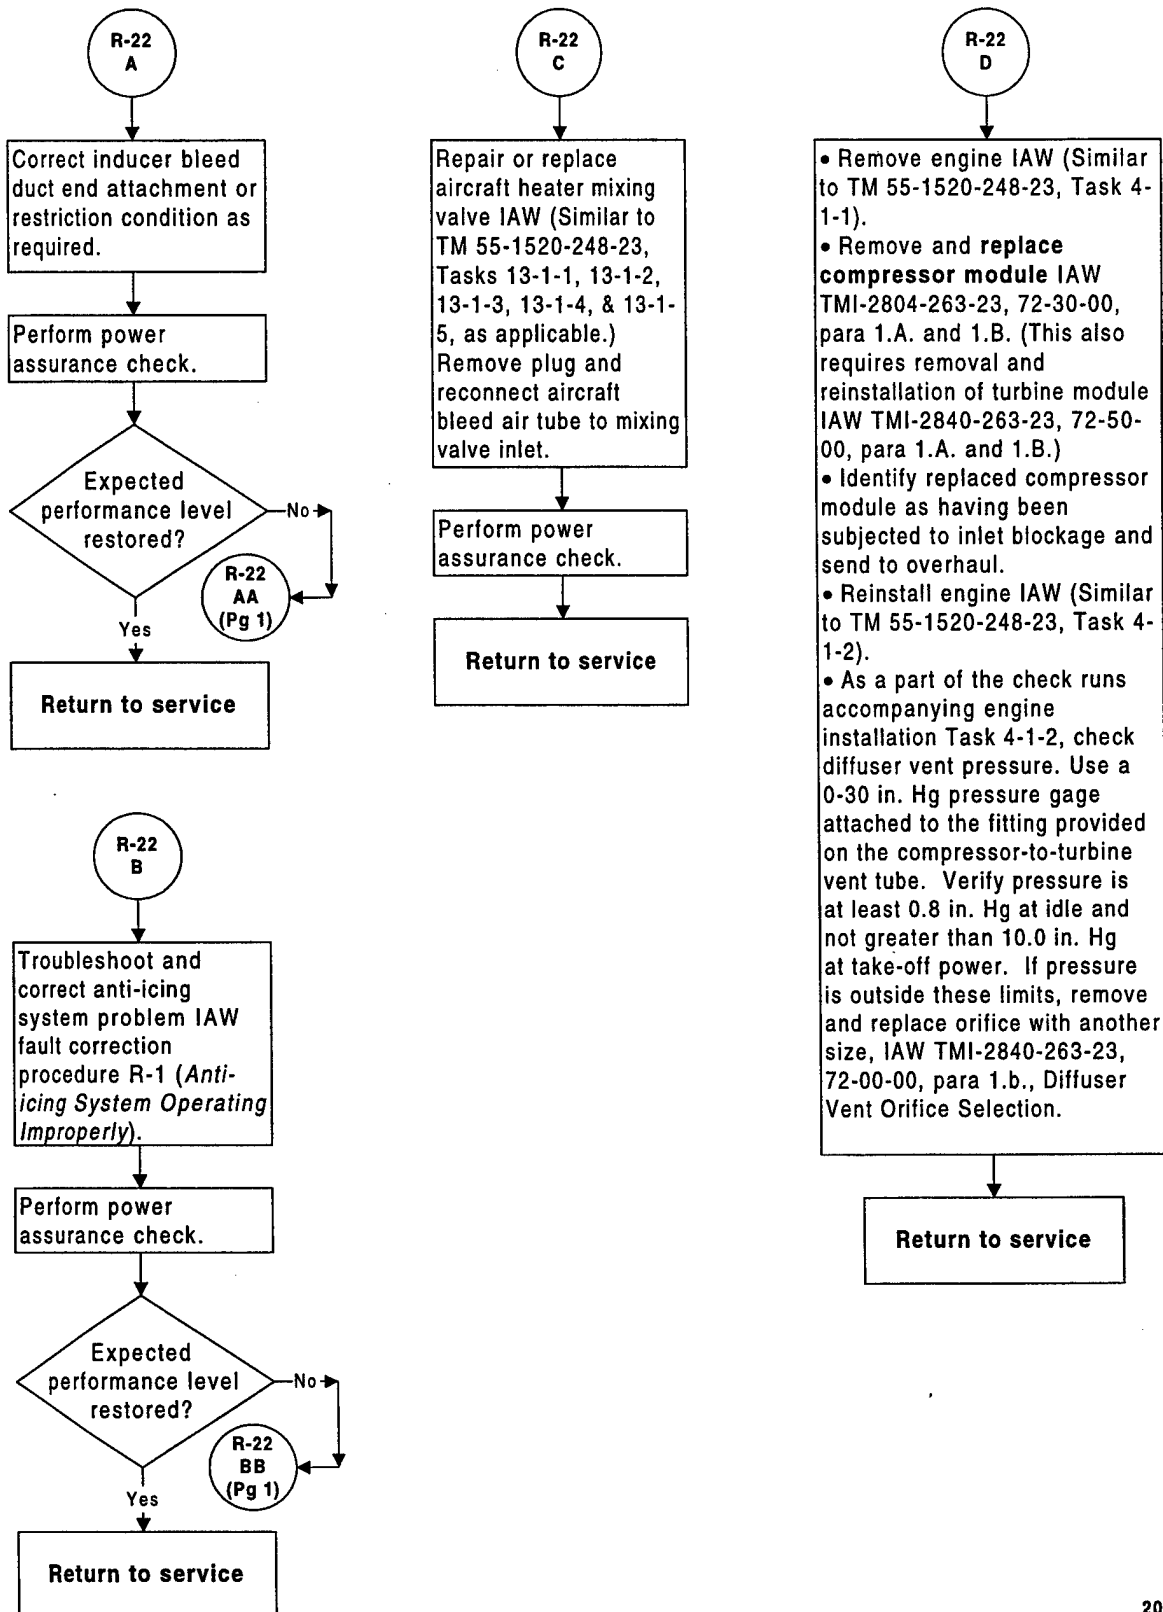 R-22
A
Correct inducer bleed
duct end attachment or
restriction condition as
required.
Perform power
assurance check.
Expected
performance level
restored?
No
R-22
AA
(Pg 1)
Yes
Return to service
R-22
B
Troubleshoot and
correct anti-icing
system problem IAW
fault correction
procedure R-1 (Anti-
icing System Operating
Improperly).
Perform power
assurance check.
Expected
performance level
restored?
No
R-22
BB
(Pg 1)
Yes
Return to service
R-22
C
Repair or replace
aircraft heater mixing
valve IAW (Similar to
TM 55-1520-248-23,
Tasks 13-1-1, 13-1-2,
13-1-3, 13-1-4, & 13-1-
5, as applicable.)
Remove plug and
reconnect aircraft
bleed air tube to mixing
valve inlet.
Perform power
assurance check.
Return to service
R-22
D
• Remove engine IAW (Similar
to TM 55-1520-248-23, Task 4-
1-1).
• Remove and replace
compressor module IAW
TMI-2804-263-23, 72-30-00,
para 1.A. and 1.B. (This also
requires removal and
reinstallation of turbine module
IAW TMI-2840-263-23, 72-50-
00, para 1.A. and 1.B.)
• Identify replaced compressor
module as having been
subjected to inlet blockage and
send to overhaul.
• Reinstall engine IAW (Similar
to TM 55-1520-248-23, Task 4-
1-2).
• As a part of the check runs
accompanying engine
installation Task 4-1-2, check
diffuser vent pressure. Use a
0-30 in. Hg pressure gage
attached to the fitting provided
on the compressor-to-turbine
vent tube. Verify pressure is
at least 0.8 in. Hg at idle and
not greater than 10.0 in. Hg
at take-off power. If pressure
is outside these limits, remove
and replace orifice with another
size, IAW TMI-2840-263-23,
72-00-00, para 1.b., Diffuser
Vent Orifice Selection.
Return to service
20